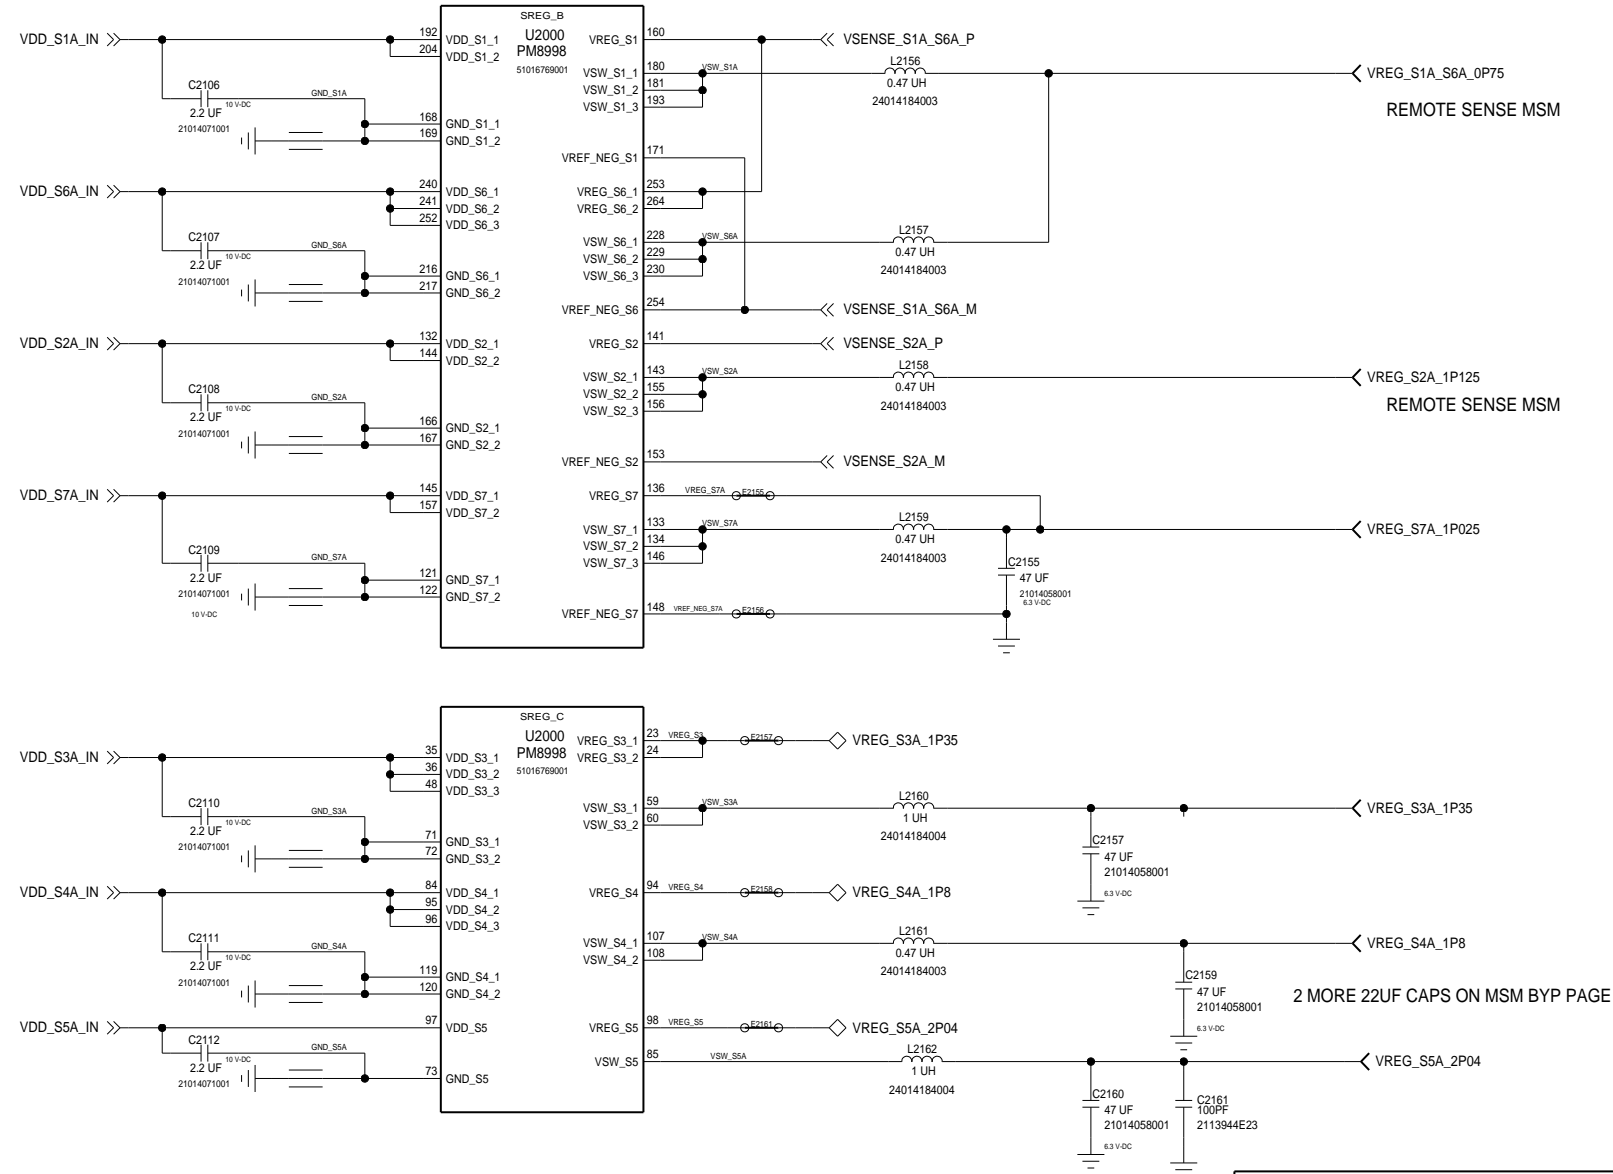 SREG_B
U2000
PM8998
51016769001
VDD_S1A_IN
192 VDD_S1_1
204 VDD_S1_2
C2106
10 V-DC
2.2 UF
21014071001
GND_S1A
168 GND_S1_1
169 GND_S1_2
VDD_S6A_IN
240 VDD_S6_1
241 VDD_S6_2
252 VDD_S6_3
C2107
10 V-DC
2.2 UF
21014071001
GND_S6A
216 GND_S6_1
217 GND_S6_2
VDD_S2A_IN
132 VDD_S2_1
144 VDD_S2_2
C2108
10 V-DC
2.2 UF
21014071001
GND_S2A
166 GND_S2_1
167 GND_S2_2
VDD_S7A_IN
145 VDD_S7_1
157 VDD_S7_2
C2109
2.2 UF
21014071001
10 V-DC
GND_S7A
121 GND_S7_1
122 GND_S7_2
VREG_S1 160
VSENSE_S1A_S6A_P
VSW_S1_1 180
VSW_S1_2 181
VSW_S1_3 193
VSW_S1A
L2156
0.47 UH
24014184003
VREG_S1A_S6A_0P75
REMOTE SENSE MSM
VREF_NEG_S1 171
VREG_S6_1 253
VREG_S6_2 264
VSW_S6_1 228
VSW_S6_2 229
VSW_S6_3 230
VSW_S6A
L2157
0.47 UH
24014184003
VREF_NEG_S6 254
VSENSE_S1A_S6A_M
VREG_S2 141
VSENSE_S2A_P
VSW_S2_1 143
VSW_S2_2 155
VSW_S2_3 156
VSW_S2A
L2158
0.47 UH
24014184003
VREG_S2A_1P125
REMOTE SENSE MSM
VREF_NEG_S2 153
VSENSE_S2A_M
VREG_S7 136
VREG_S7A
E2155
VSW_S7_1 133
VSW_S7_2 134
VSW_S7_3 146
VSW_S7A
L2159
0.47 UH
24014184003
VREG_S7A_1P025
C2155
47 UF
21014058001
6.3 V-DC
VREF_NEG_S7 148
VREF_NEG_S7A
E2156
SREG_C
U2000
PM8998
51016769001
VDD_S3A_IN
35 VDD_S3_1
36 VDD_S3_2
48 VDD_S3_3
C2110
10 V-DC
2.2 UF
21014071001
GND_S3A
71 GND_S3_1
72 GND_S3_2
VDD_S4A_IN
84 VDD_S4_1
95 VDD_S4_2
96 VDD_S4_3
C2111
10 V-DC
2.2 UF
21014071001
GND_S4A
119 GND_S4_1
120 GND_S4_2
VDD_S5A_IN
97 VDD_S5
C2112
10 V-DC
2.2 UF
21014071001
GND_S5A
73 GND_S5
VREG_S3_1 23
VREG_S3_2 24
VREG_S3
E2157
VREG_S3A_1P35
VSW_S3_1 59
VSW_S3_2 60
VSW_S3A
L2160
1 UH
24014184004
VREG_S3A_1P35
C2157
47 UF
21014058001
6.3 V-DC
VREG_S4 94
VREG_S4
E2158
VREG_S4A_1P8
VSW_S4_1 107
VSW_S4_2 108
VSW_S4A
L2161
0.47 UH
24014184003
VREG_S4A_1P8
C2159
47 UF
21014058001
6.3 V-DC
2 MORE 22UF CAPS ON MSM BYP PAGE
VREG_S5 98
VREG_S5
E2161
VREG_S5A_2P04
VSW_S5 85
VSW_S5A
L2162
1 UH
24014184004
VREG_S5A_2P04
C2160
47 UF
21014058001
6.3 V-DC
C2161
100PF
2113944E23